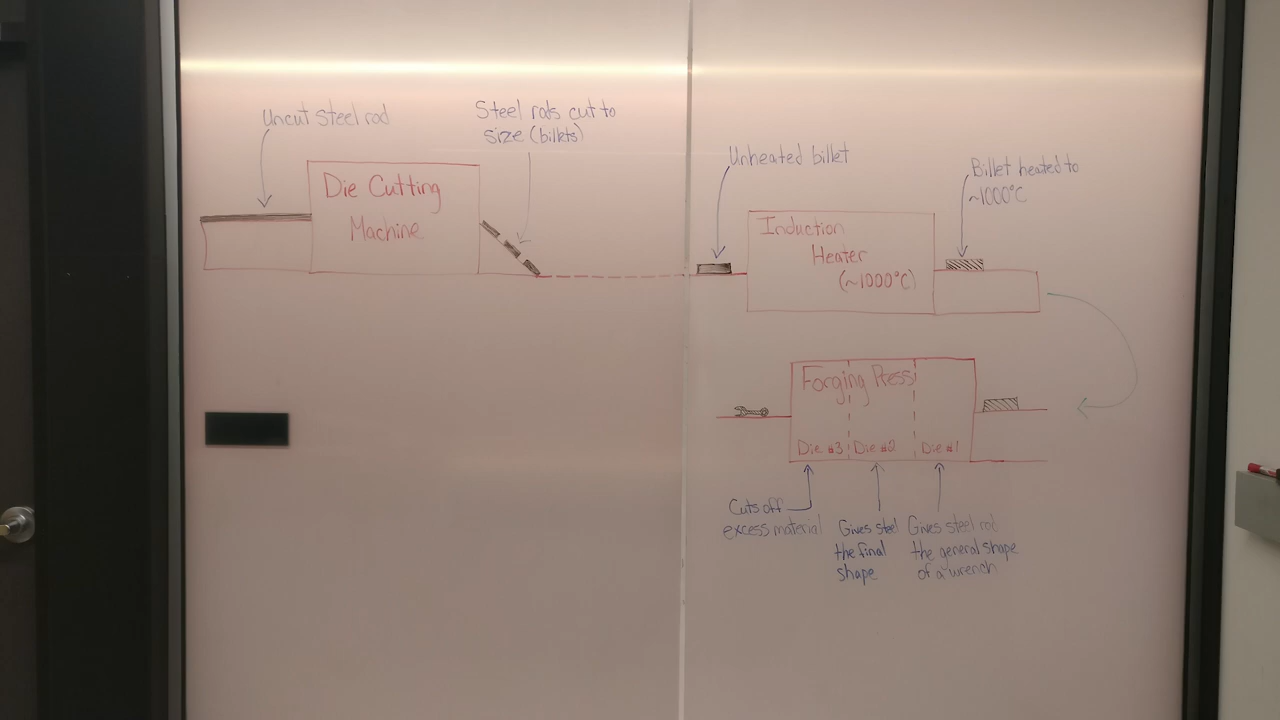 Uncut steel rod
Steel rods cut to
size (billets)
Die Cutting
Machine
Unheated billet
Billet heated to
~1000°C
Induction
Heater
(~1000°C)
Forging Press
Die #3
Die #2
Die #1
Cuts off
excess material
Gives steel
the final
shape
Gives steel rod
the general shape
of a wrench